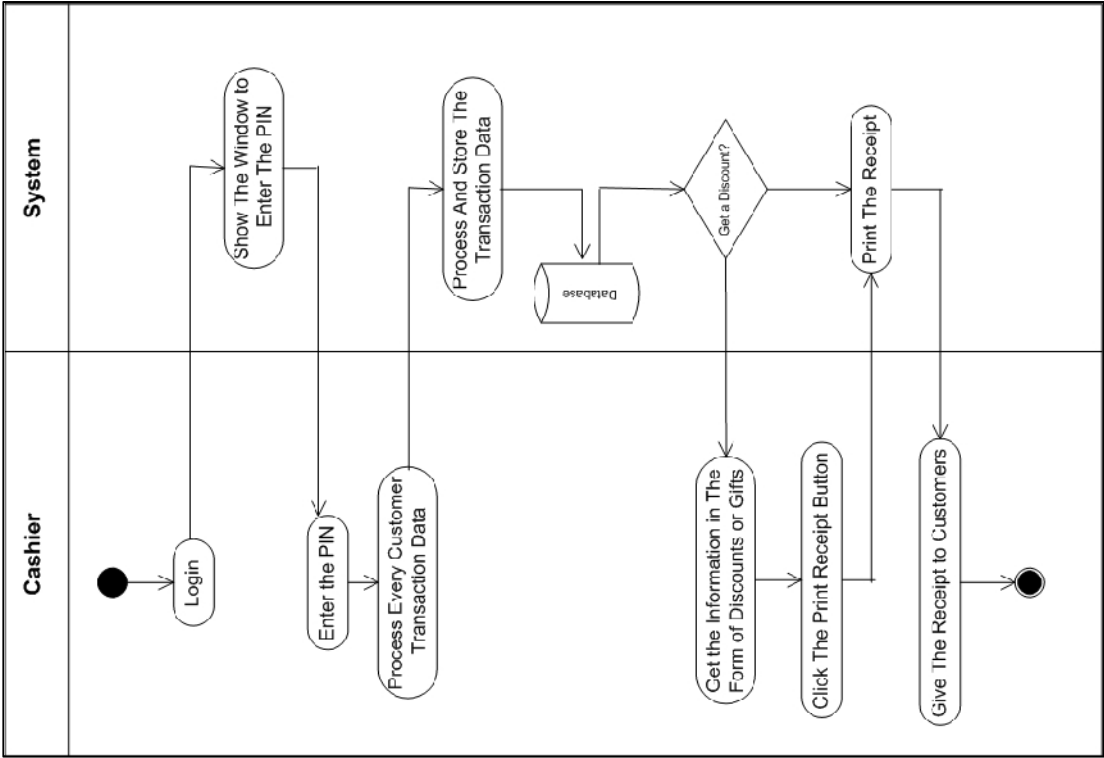 Cashier
System
Login
Show The Window to
Enter The PIN
Enter the PIN
Process Every Customer
Transaction Data
Process And Store The
Transaction Data
Database
Get a Discount?
Get the Information in The
Form of Discounts or Gifts
Click The Print Receipt Button
Print The Receipt
Give The Receipt to Customers